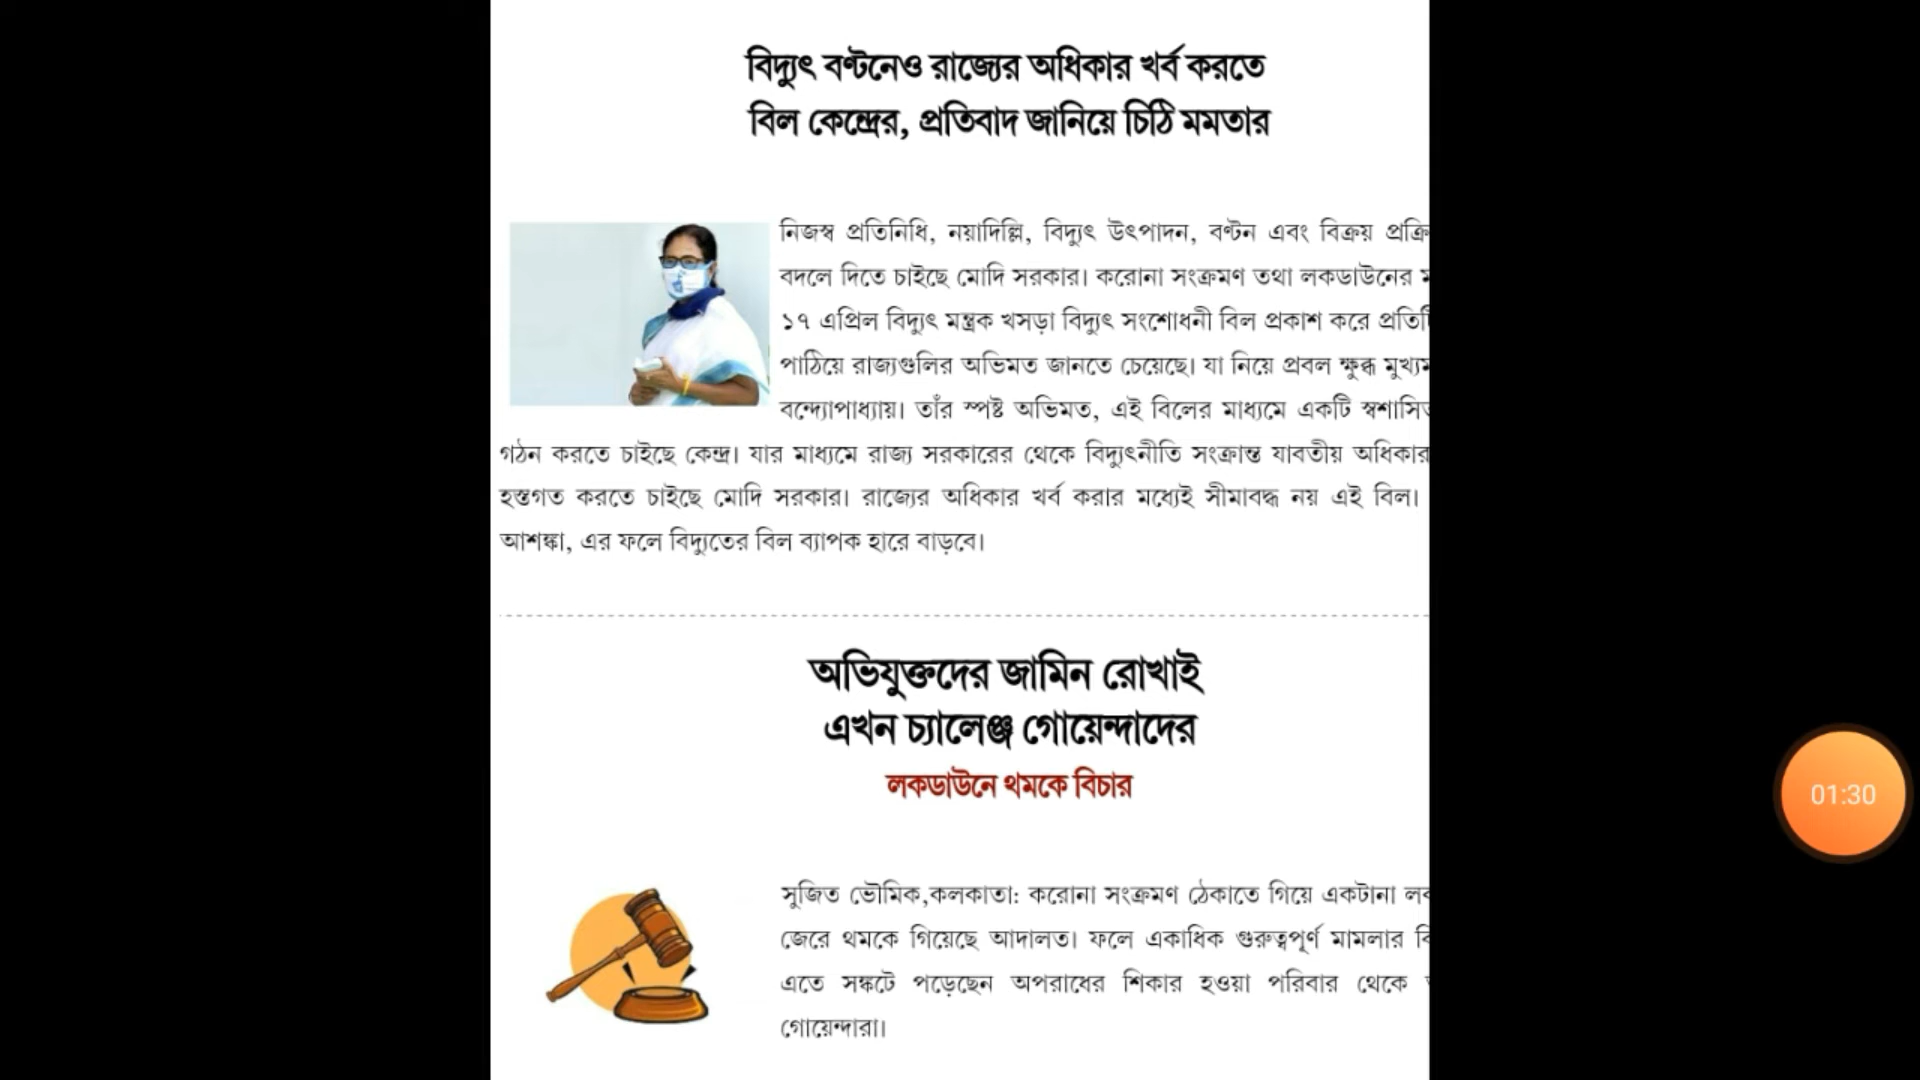 বিদ্যুৎ বণ্টনেও রাজ্যের অধিকার খর্ব করতে
বিল কেন্দ্রের, প্রতিবাদ জানিয়ে চিঠি মমতার
নিজস্ব প্রতিনিধি, নয়াদিল্লি, বিদ্যুৎ উৎপাদন, বণ্টন এবং বিক্রয়
বদলে দিতে চাইছে মোদি সরকার। করোনা সংক্রমণ তথা লকডাউনের
১৭ এপ্রিল বিদ্যুৎ মন্ত্রক খসড়া বিদ্যুৎ সংশোধনী বিল প্রকাশ করে
পাঠিয়ে রাজ্যগুলির অভিমত জানতে চেয়েছে। যা নিয়ে প্রবল ক্ষুব্ধ
বন্দ্যোপাধ্যায়। তাঁর স্পষ্ট অভিমত, এই বিলের মাধ্যমে একটি
গঠন করতে চাইছে কেন্দ্র। যার মাধ্যমে রাজ্য সরকারের থেকে বিদ্যুৎনীতি সংক্রান্ত যাবতীয় অধিকার
হস্তগত করতে চাইছে মোদি সরকার। রাজ্যের অধিকার খর্ব করার মধ্যেই সীমাবদ্ধ নয় এই বিল।
আশঙ্কা, এর ফলে বিদ্যুতের বিল ব্যাপক হারে বাড়বে।
অভিযুক্তদের জামিন রোখাই
এখন চ্যালেঞ্জ গোয়েন্দাদের
লকডাউনে থমকে বিচার
সুজিত ভৌমিক,কলকাতা: করোনা সংক্রমণ ঠেকাতে গিয়ে একটানা
জেরে থমকে গিয়েছে আদালত। ফলে একাধিক গুরুত্বপূর্ণ মামলার
এতে সঙ্কটে পড়েছেন অপরাধের শিকার হওয়া পরিবার থেকে
গোয়েন্দারা।
01:30